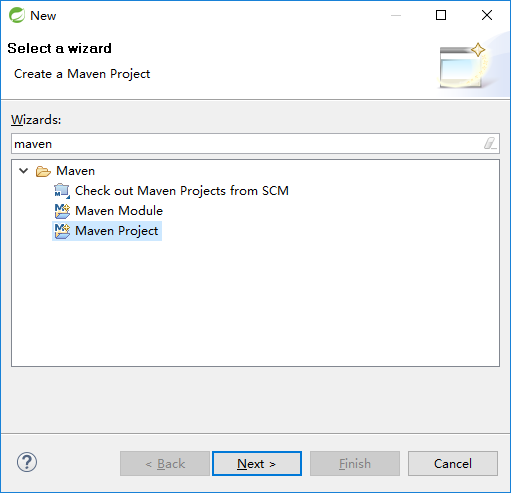 New
Select a wizard
Create a Maven Project
Wizards:
maven
Maven
Check out Maven Projects from SCM
Maven Module
Maven Project
< Back
Next >
Finish
Cancel